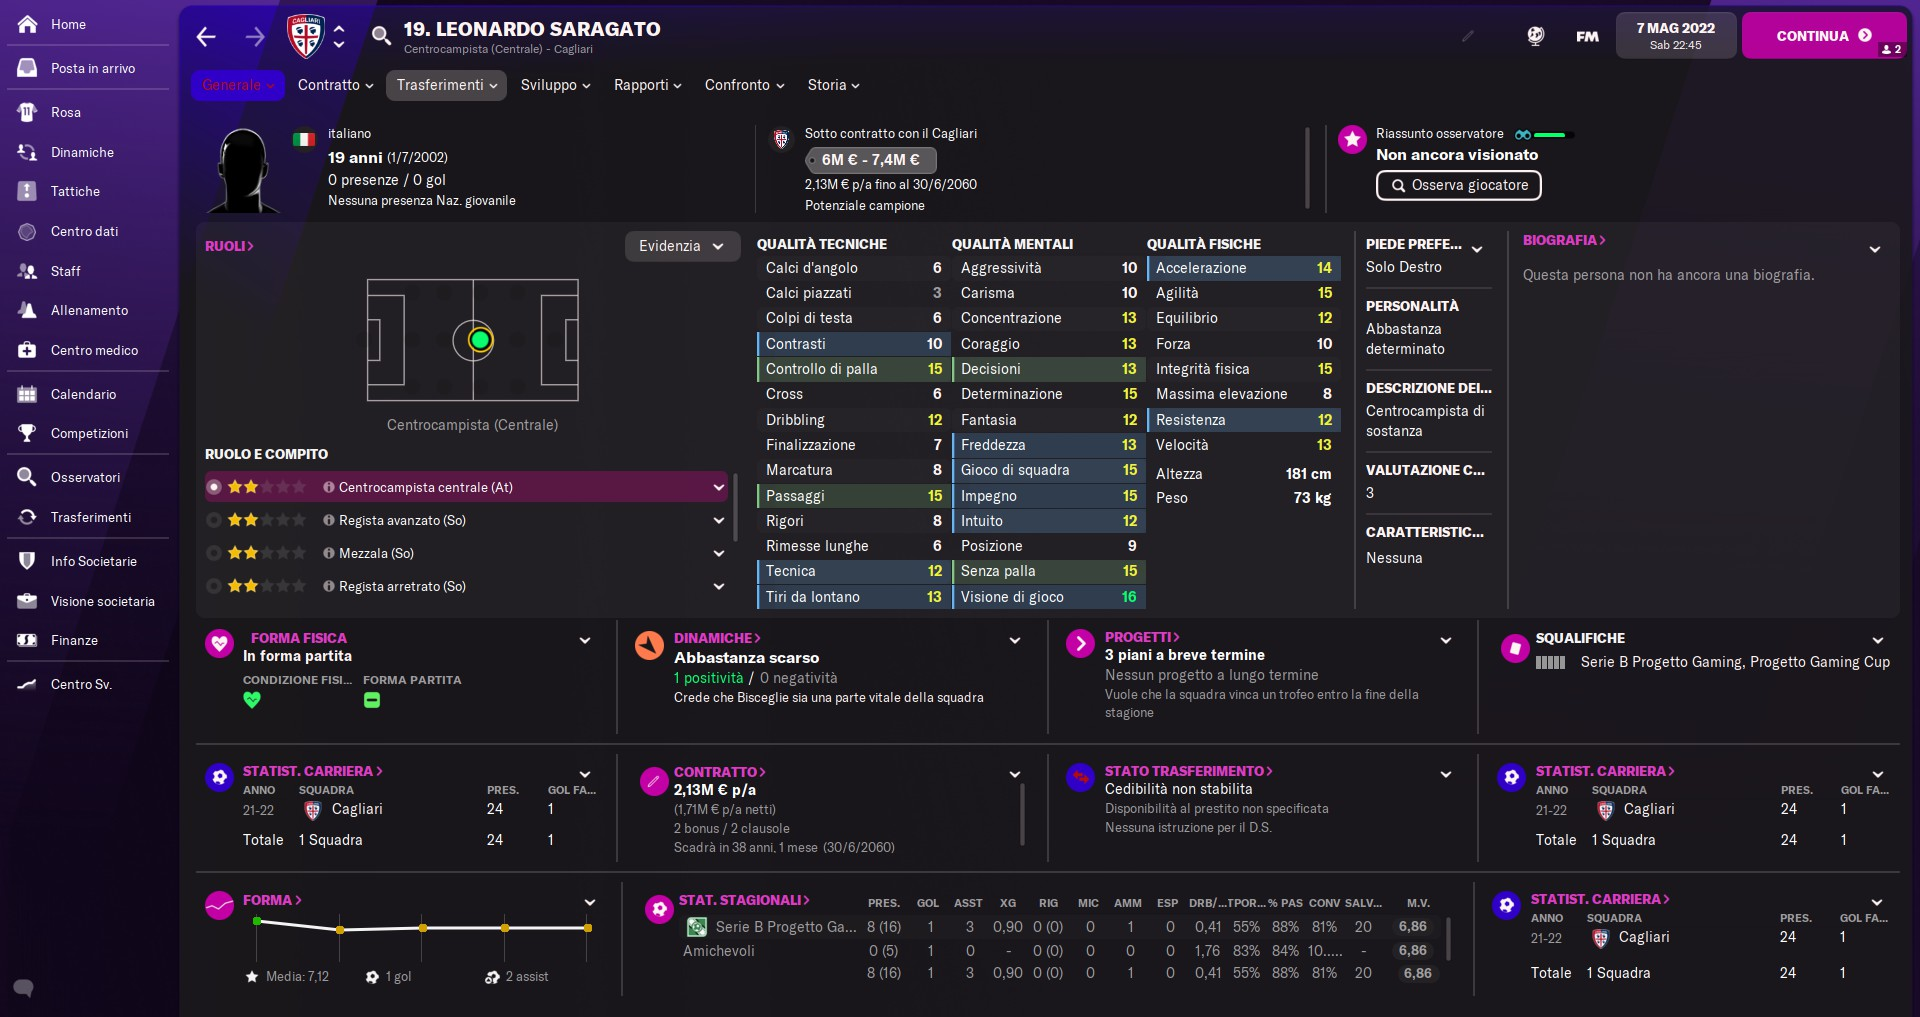 Home
Posta in arrivo
Rosa
Dinamiche
Tattiche
Centro dati
Staff
Allenamento
Centro medico
Calendario
Competizioni
Osservatori
Trasferimenti
Info Societarie
Visione societaria
Finanze
Centro Sv.
19. LEONARDO SARAGATO
Centrocampista (Centrale) - Cagliari
FM
7 MAG 2022
Sab 22:45
CONTINUA
2
Generale
Contratto
Trasferimenti
Sviluppo
Rapporti
Confronto
Storia
italiano
19 anni (1/7/2002)
0 presenze / 0 gol
Nessuna presenza Naz. giovanile
Sotto contratto con il Cagliari
6M € - 7,4M €
2,13M € p/a fino al 30/6/2060
Potenziale campione
Riassunto osservatore
Non ancora visionato
Osserva giocatore
RUOLI
Evidenzia
Centrocampista (Centrale)
RUOLO E COMPITO
Centrocampista centrale (At)
Regista avanzato (So)
Mezzala (So)
Regista arretrato (So)
QUALITÀ TECNICHE
Calci d'angolo 6
Calci piazzati 3
Colpi di testa 6
Contrasti 10
Controllo di palla 15
Cross 6
Dribbling 12
Finalizzazione 7
Marcatura 8
Passaggi 15
Rigori 8
Rimesse lunghe 6
Tecnica 12
Tiri da lontano 13
QUALITÀ MENTALI
Aggressività 10
Carisma 10
Concentrazione 13
Coraggio 13
Decisioni 13
Determinazione 15
Fantasia 12
Freddezza 13
Gioco di squadra 15
Impegno 15
Intuito 12
Posizione 9
Senza palla 15
Visione di gioco 16
QUALITÀ FISICHE
Accelerazione 14
Agilità 15
Equilibrio 12
Forza 10
Integrità fisica 15
Massima elevazione 8
Resistenza 12
Velocità 13
Altezza 181 cm
Peso 73 kg
PIEDE PREFE...
Solo Destro
PERSONALITÀ
Abbastanza
determinato
DESCRIZIONE DEI...
Centrocampista di
sostanza
VALUTAZIONE C...
3
CARATTERISTIC...
Nessuna
BIOGRAFIA
Questa persona non ha ancora una biografia.
FORMA FISICA
In forma partita
CONDIZIONE FISI... FORMA PARTITA
DINAMICHE
Abbastanza scarso
1 positività / 0 negatività
Crede che Bisceglie sia una parte vitale della squadra
PROGETTI
3 piani a breve termine
Nessun progetto a lungo termine
Vuole che la squadra vinca un trofeo entro la fine della
stagione
SQUALIFICHE
Serie B Progetto Gaming, Progetto Gaming Cup
STATIST. CARRIERA
ANNO SQUADRA PRES. GOL FA...
21-22 Cagliari 24 1
Totale 1 Squadra 24 1
CONTRATTO
2,13M € p/a
(1,71M € p/a netti)
2 bonus / 2 clausole
Scadrà in 38 anni, 1 mese (30/6/2060)
STATO TRASFERIMENTO
Cedibilità non stabilita
Disponibilità al prestito non specificata
Nessuna istruzione per il D.S.
STATIST. CARRIERA
ANNO SQUADRA PRES. GOL FA...
21-22 Cagliari 24 1
Totale 1 Squadra 24 1
FORMA
Media: 7,12 1 gol 2 assist
STAT. STAGIONALI PRES. GOL ASST XG RIG MIC AMM ESP DRB/... TPOR... % PAS CONV SALV... M.V.
Serie B Progetto Ga... 8 (16) 1 3 0,90 0 (0) 0 1 0 0,41 55% 88% 81% 20 6,86
Amichevoli 0 (5) 1 0 - 0 (0) 0 0 0 1,76 83% 84% 10..... - 6,86
8 (16) 1 3 0,90 0 (0) 0 1 0 0,41 55% 88% 81% 20 6,86
STATIST. CARRIERA
ANNO SQUADRA PRES. GOL FA...
21-22 Cagliari 24 1
Totale 1 Squadra 24 1